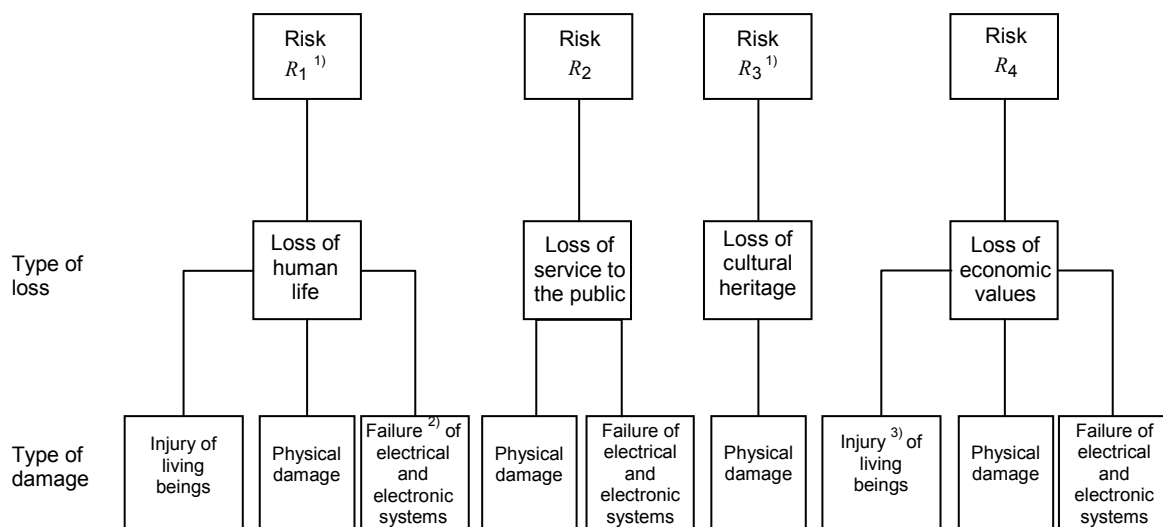 Risk
R1 1)
Risk
R2
Risk
R3 1)
Risk
R4
Type of
loss
Loss of
human
life
Loss of
service to
the public
Loss of
cultural
heritage
Loss of
economic
values
Type of
damage
Injury of
living
beings
Physical
damage
Failure 2) of
electrical
and
electronic
systems
Physical
damage
Failure of
electrical
and
electronic
systems
Physical
damage
Injury 3) of
living
beings
Physical
damage
Failure of
electrical
and
electronic
systems